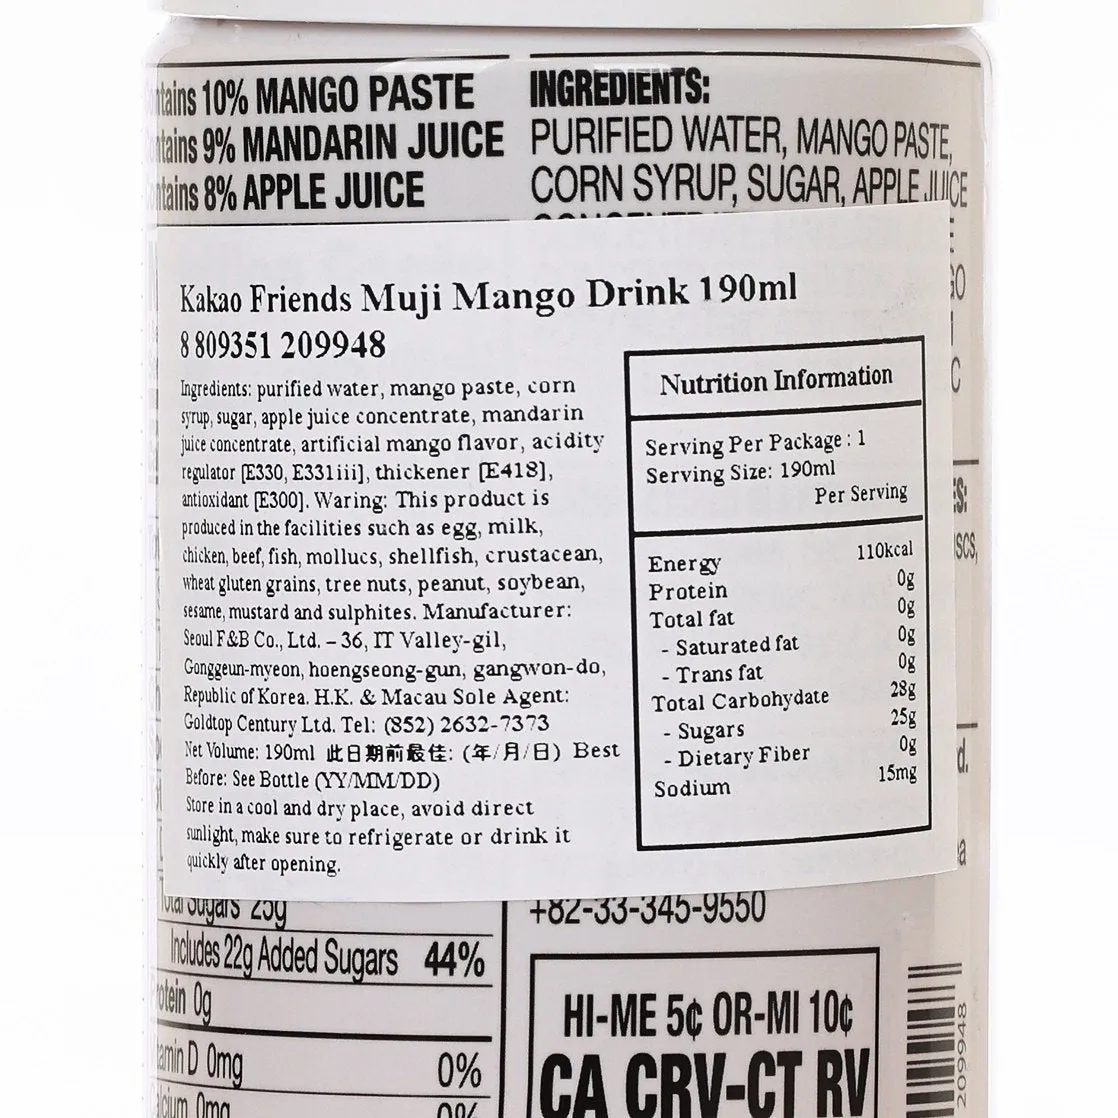 10% MANGO PASTE
9% MANDARIN JUICE
8% APPLE JUICE
INGREDIENTS:
PURIFIED WATER, MANGO PASTE,
CORN SYRUP, SUGAR, APPLE JUICE
Kakao Friends Muji Mango Drink 190ml
8 809351 209948
Ingredients: purified water, mango paste, corn
syrup, sugar, apple juice concentrate, mandarin
juice concentrate, artificial mango flavor, acidity
regulator [E330, E331iii], thickener [E418],
antioxidant [E300]. Waring: This product is
produced in the facilities such as egg, milk,
chicken, beef, fish, mollucs, shellfish, crustacean,
wheat gluten grains, tree nuts, peanut, soybean,
sesame, mustard and sulphites. Manufacturer:
Seoul F&B Co., Ltd. – 36, IT Valley-gil,
Gonggeun-myeon, hoengseong-gun, gangwon-do,
Republic of Korea. H.K. & Macau Sole Agent:
Goldtop Century Ltd. Tel: (852) 2632-7373
Net Volume: 190ml 此日期前最佳: (年/月/日) Best
Before: See Bottle (YY/MM/DD)
Store in a cool and dry place, avoid direct
sunlight, make sure to refrigerate or drink it
quickly after opening.
Nutrition Information
Serving Per Package : 1
Serving Size: 190ml
Per Serving
Energy 110kcal
Protein 0g
Total fat 0g
- Saturated fat 0g
- Trans fat 0g
Total Carbohydate 28g
- Sugars 25g
- Dietary Fiber 0g
Sodium 15mg
Total Sugars 25g
Includes 22g Added Sugars 44%
0g
D 0mg 0%
0mg 0%
+82-33-345-9550
HI-ME 5¢ OR-MI 10¢
CA CRV-CT RV
209948